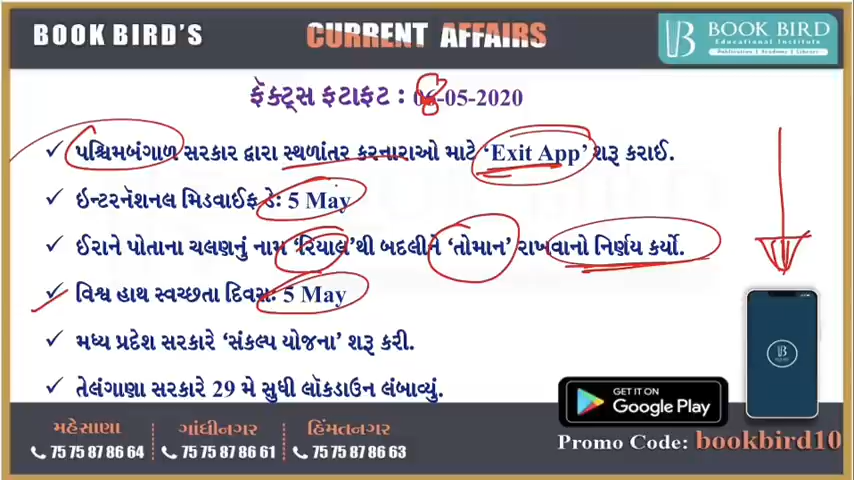 BOOK BIRD'S
CURRENT AFFAIRS
BOOK BIRD
Educational Institute
Publication | Academy | Library
ફૅક્ટ્સ ફટાફટ : 06-05-2020
✓ પશ્ચિમબંગાળ સરકાર દ્વારા સ્થળાંતર કરનારાઓ માટે ‘Exit App’ શરૂ કરાઈ.
✓ ઇન્ટરનૅશનલ મિડવાઈફ ડેઃ 5 May
✓ ઈરાને પોતાના ચલણનું નામ ‘રિયાલ’થી બદલીને ‘તોમાન’ રાખવાનો નિર્ણય કર્યો.
✓ વિશ્વ હાથ સ્વચ્છતા દિવસઃ 5 May
✓ મધ્ય પ્રદેશ સરકારે ‘સંકલ્પ યોજના’ શરૂ કરી.
✓ તેલંગાણા સરકારે 29 મે સુધી લૉકડાઉન લંબાવ્યું.
GET IT ON
Google Play
Promo Code: bookbird10
મહેસાણા
75 75 87 86 64
ગાંધીનગર
75 75 87 86 61
હિંમતનગર
75 75 87 86 63